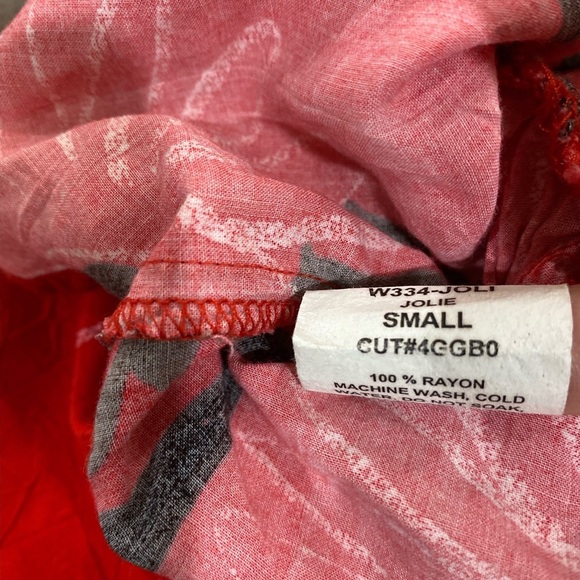 W334-JOLI
JOLIE
SMALL
CUT#4GGB0
100 % RAYON
MACHINE WASH, COLD
WATER. DO NOT SOAK.